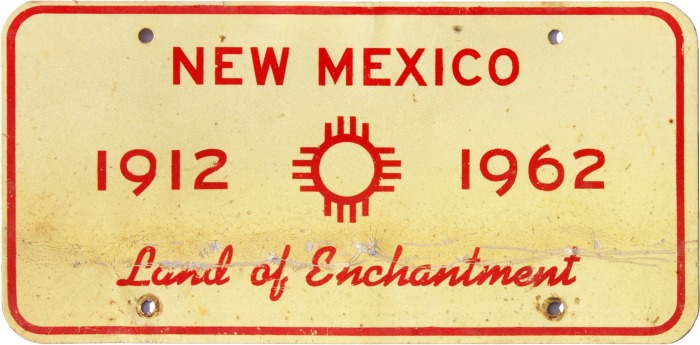 NEW MEXICO
1912 1962
Land of Enchantment